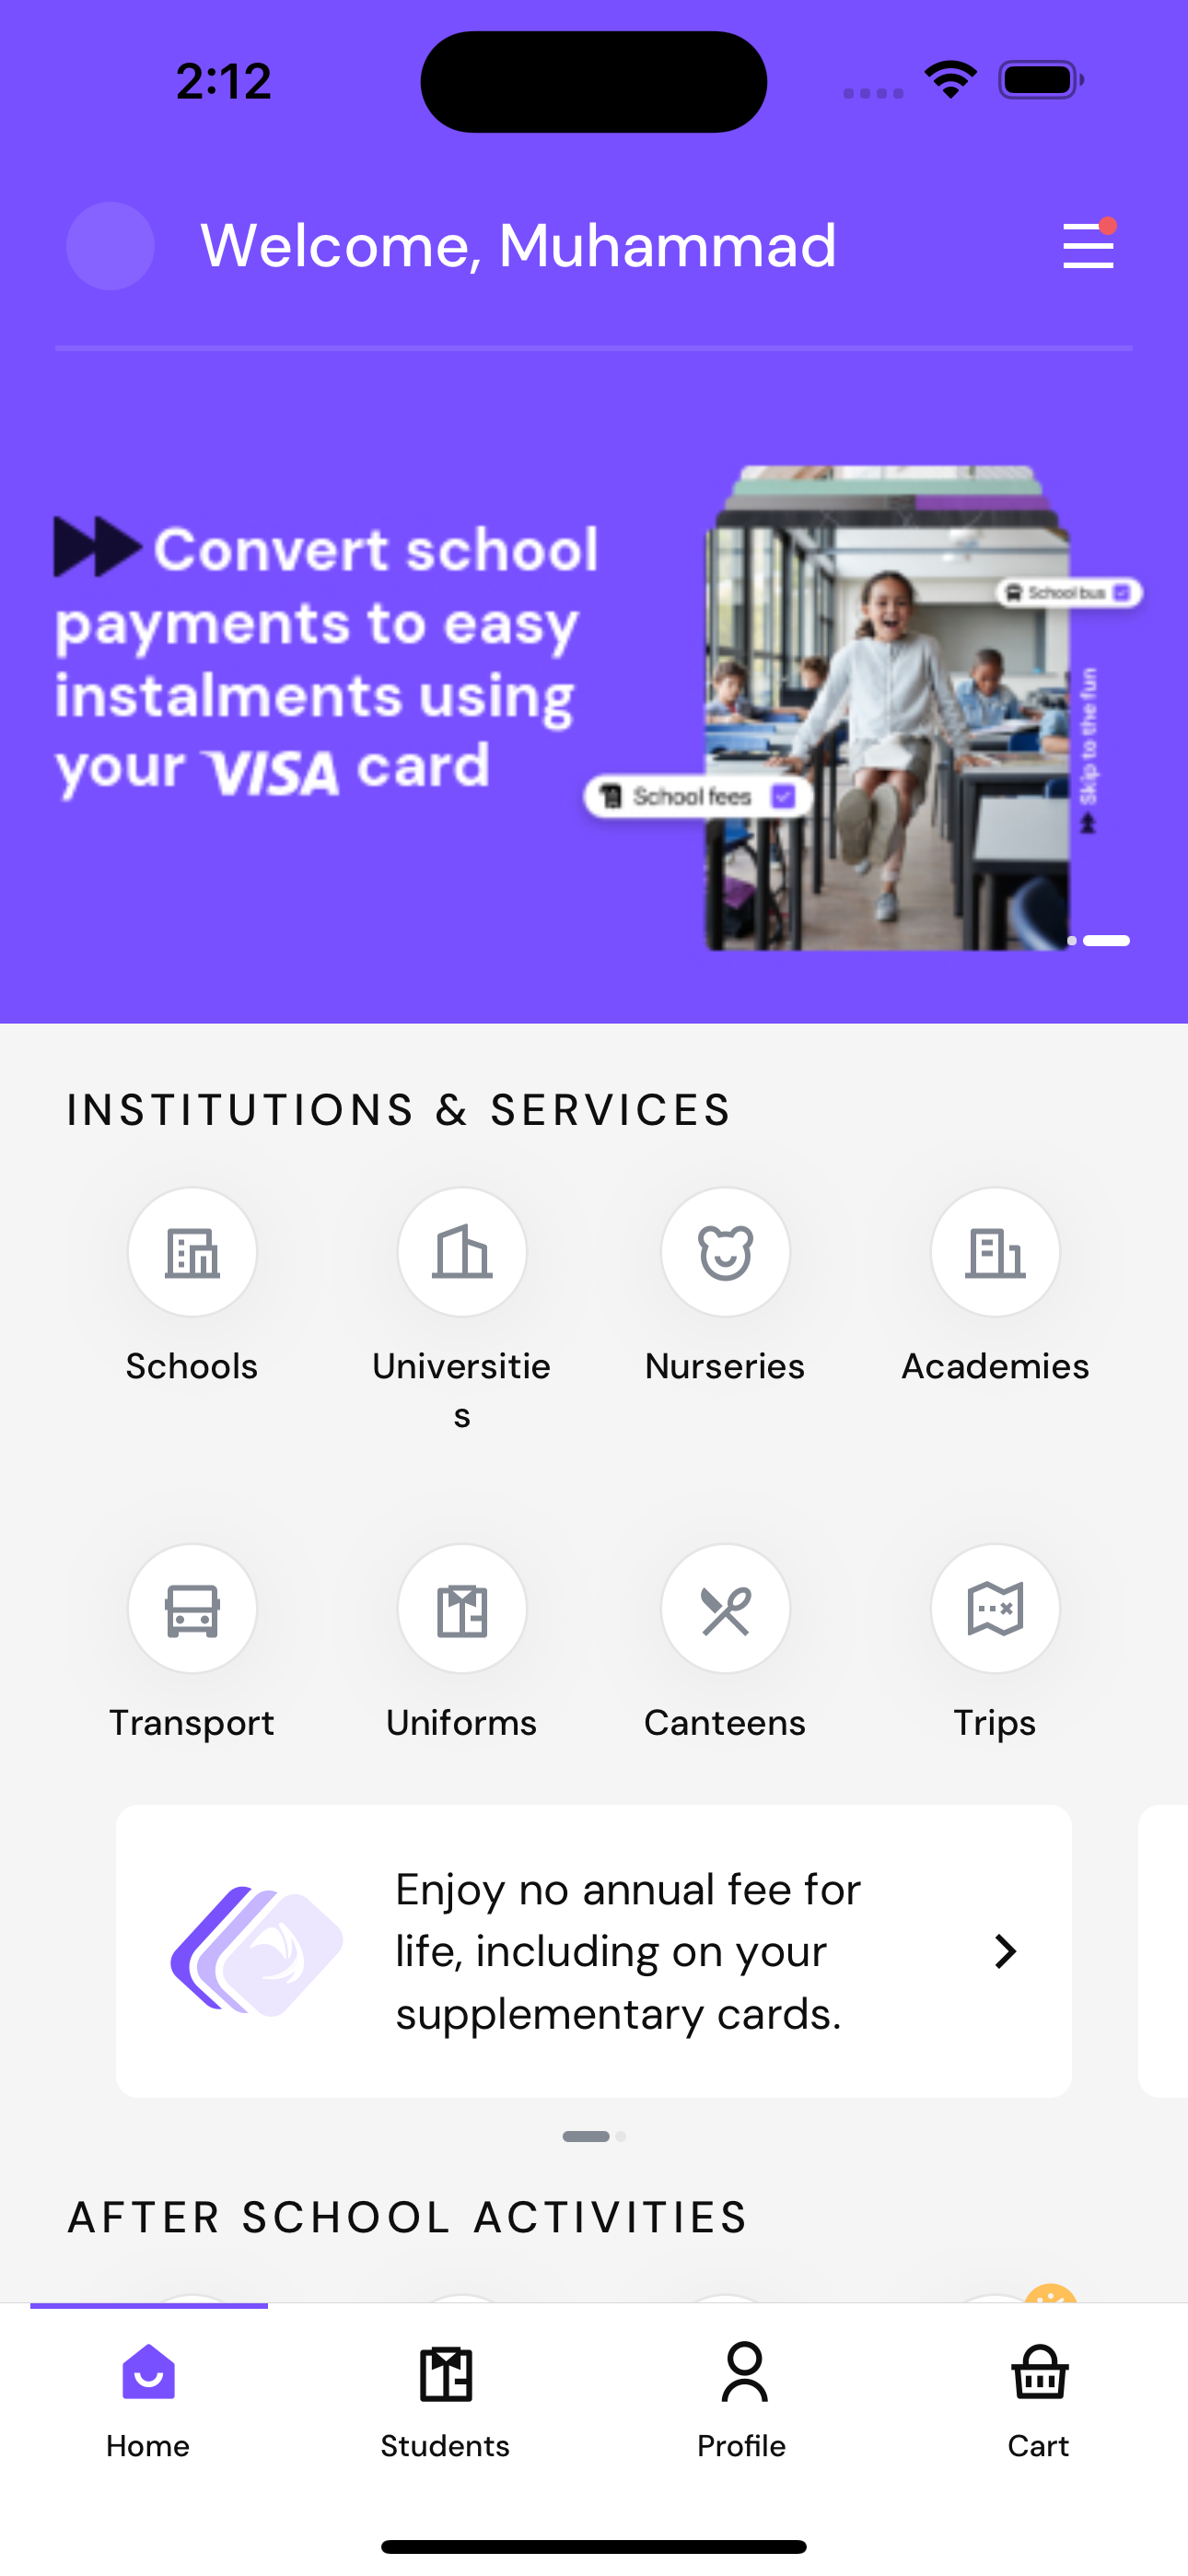 2:12
Welcome, Muhammad
Convert school
payments to easy
instalments using
your VISA card
School bus
School fees
Skip to the fun
INSTITUTIONS & SERVICES
Schools
Universitie
s
Nurseries
Academies
Transport
Uniforms
Canteens
Trips
Enjoy no annual fee for
life, including on your
supplementary cards.
AFTER SCHOOL ACTIVITIES
Home
Students
Profile
Cart